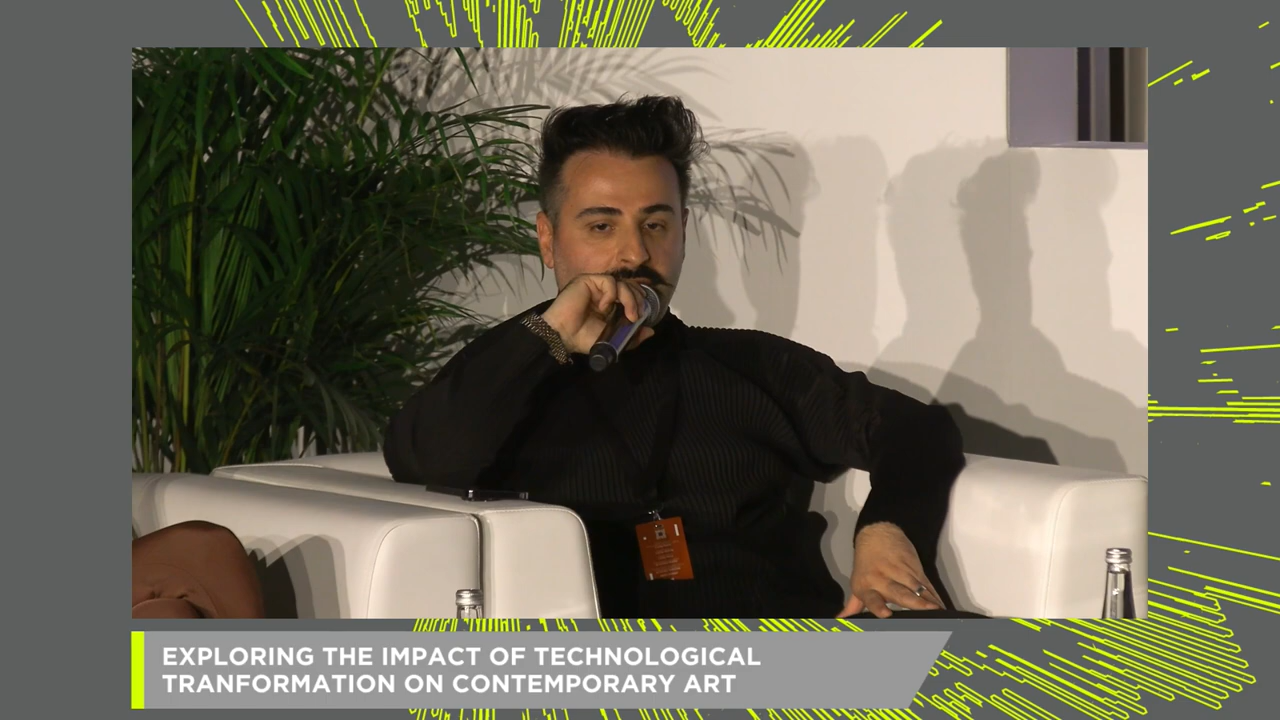 EXPLORING THE IMPACT OF TECHNOLOGICAL
TRANFORMATION ON CONTEMPORARY ART